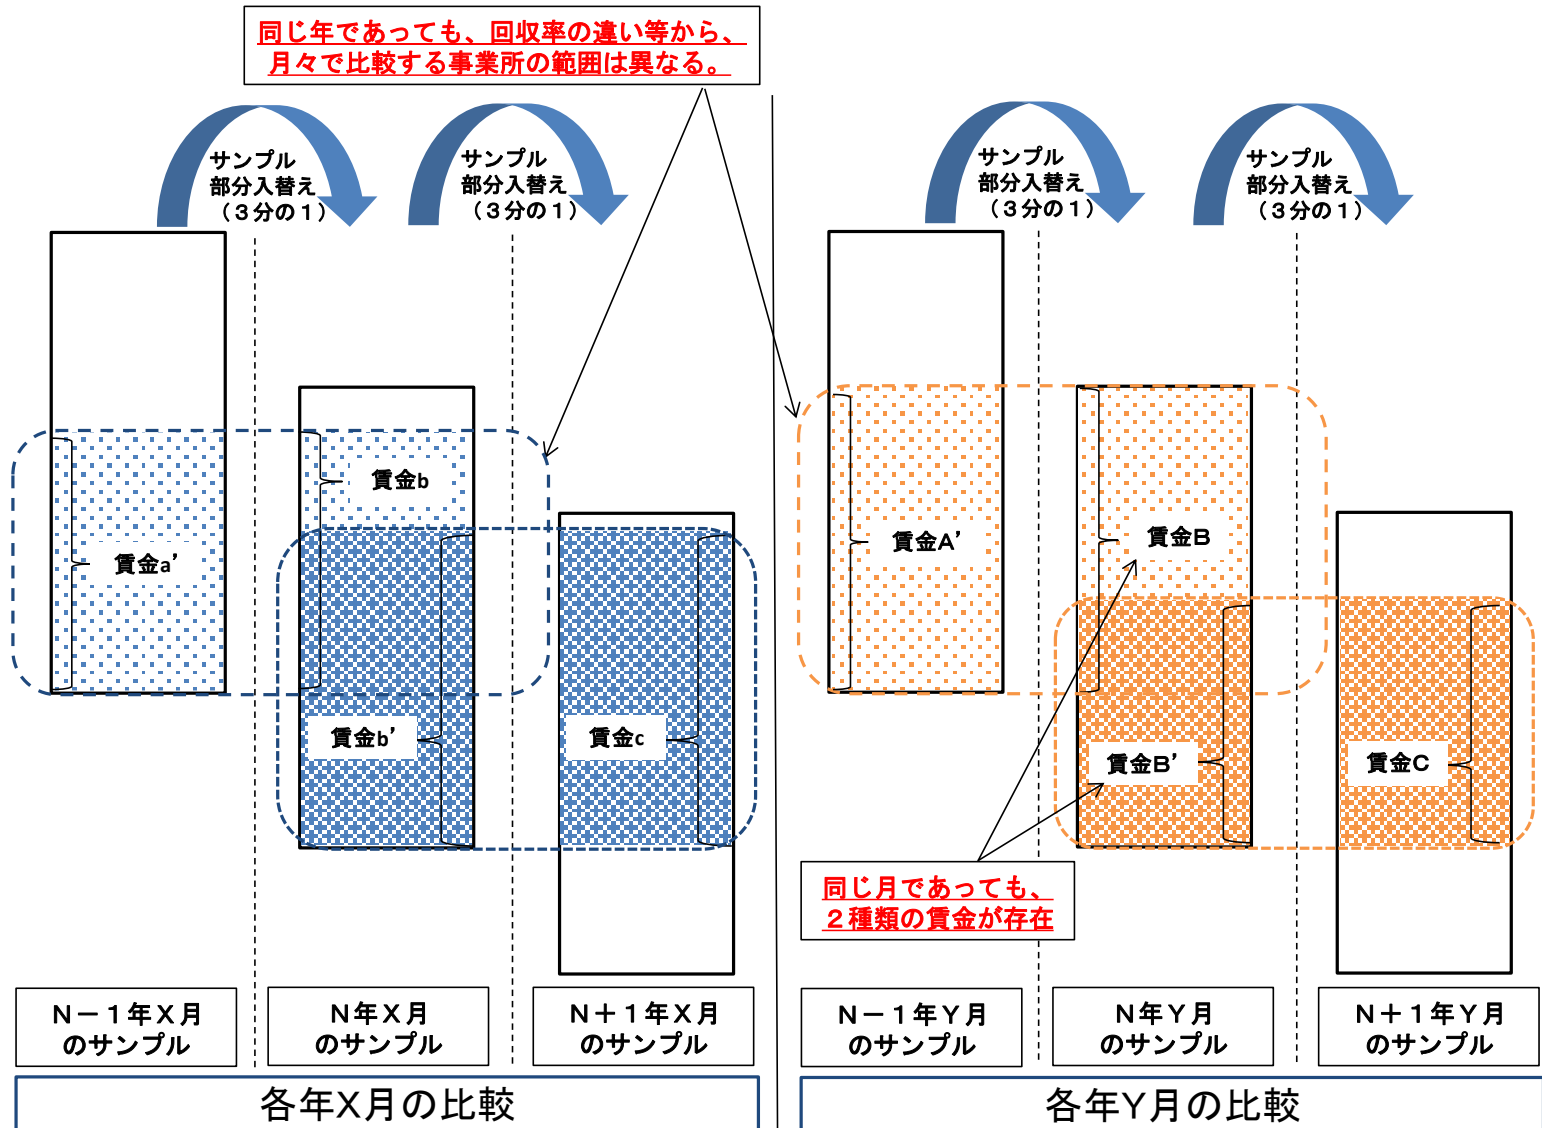 同じ年であっても、回収率の違い等から、
月々で比較する事業所の範囲は異なる。
サンプル
部分入替え
（３分の１）
サンプル
部分入替え
（３分の１）
サンプル
部分入替え
（３分の１）
サンプル
部分入替え
（３分の１）
賃金a’
賃金b
賃金b’
賃金c
賃金A’
賃金B
賃金B’
賃金C
同じ月であっても、
２種類の賃金が存在
Ｎ－１年Ｘ月
のサンプル
Ｎ年Ｘ月
のサンプル
Ｎ＋１年Ｘ月
のサンプル
Ｎ－１年Ｙ月
のサンプル
Ｎ年Ｙ月
のサンプル
Ｎ＋１年Ｙ月
のサンプル
各年X月の比較
各年Y月の比較